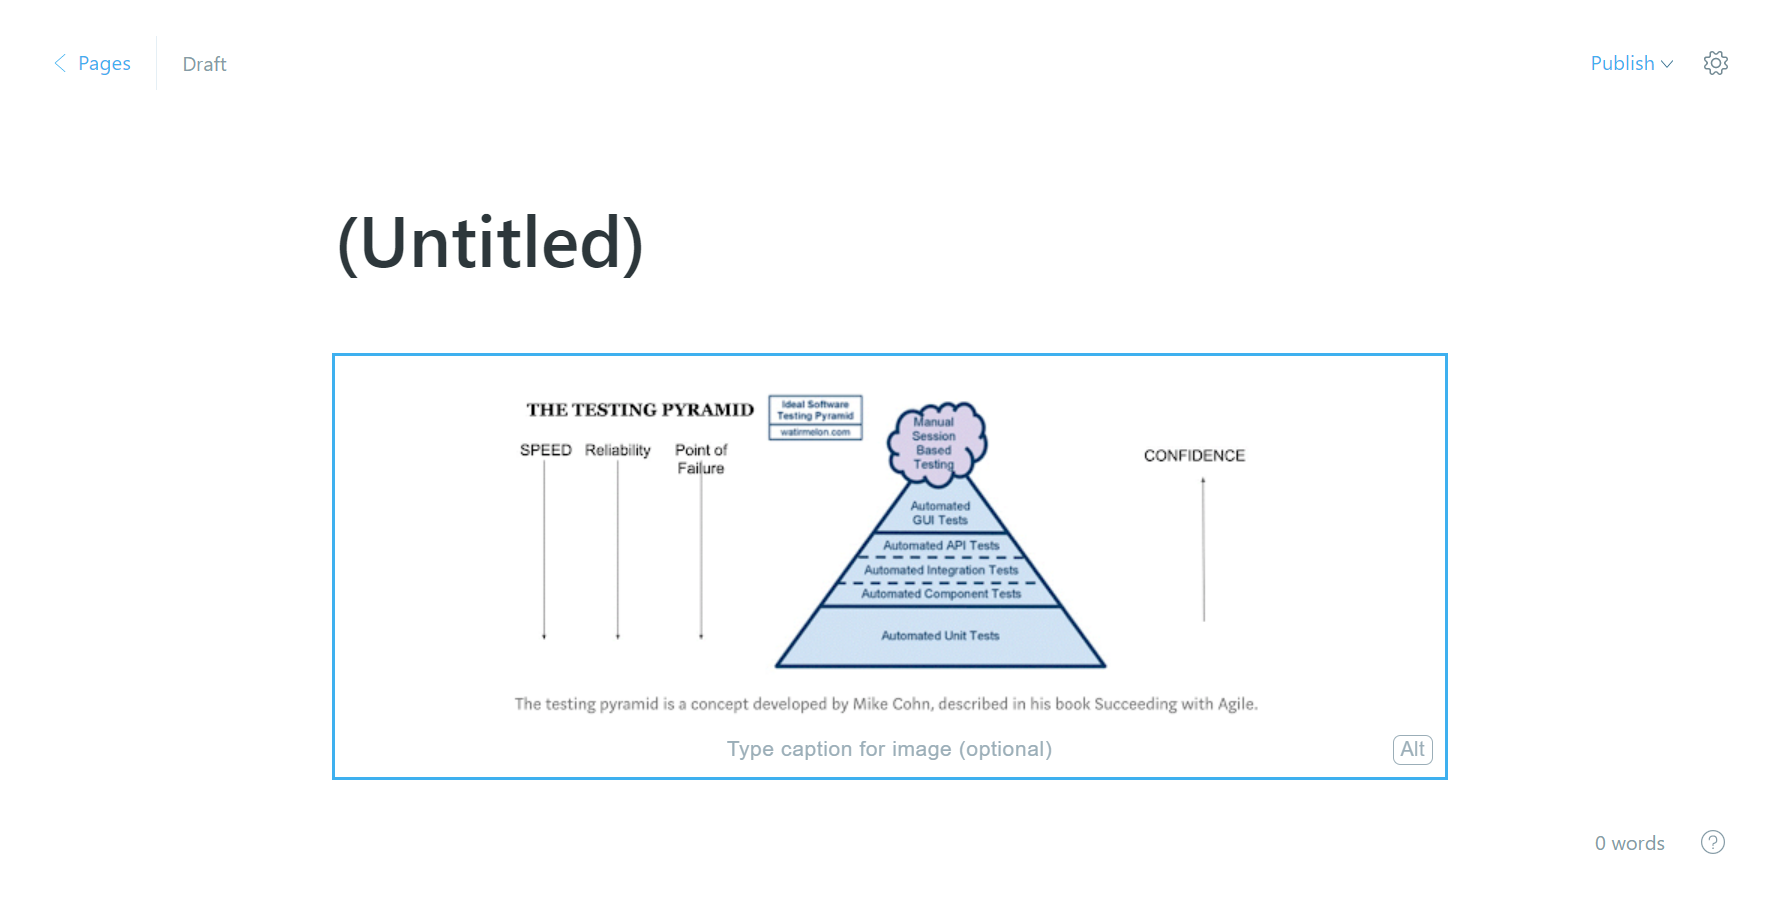 Pages
Draft
Publish
(Untitled)
THE TESTING PYRAMID
Ideal Software
Testing Pyramid
watirmelon.com
SPEED
Reliability
Point of
Failure
Manual
Session
Based
Testing
CONFIDENCE
Automated
GUI Tests
Automated API Tests
Automated Integration Tests
Automated Component Tests
Automated Unit Tests
The testing pyramid is a concept developed by Mike Cohn, described in his book Succeeding with Agile.
Type caption for image (optional)
Alt
0 words
?